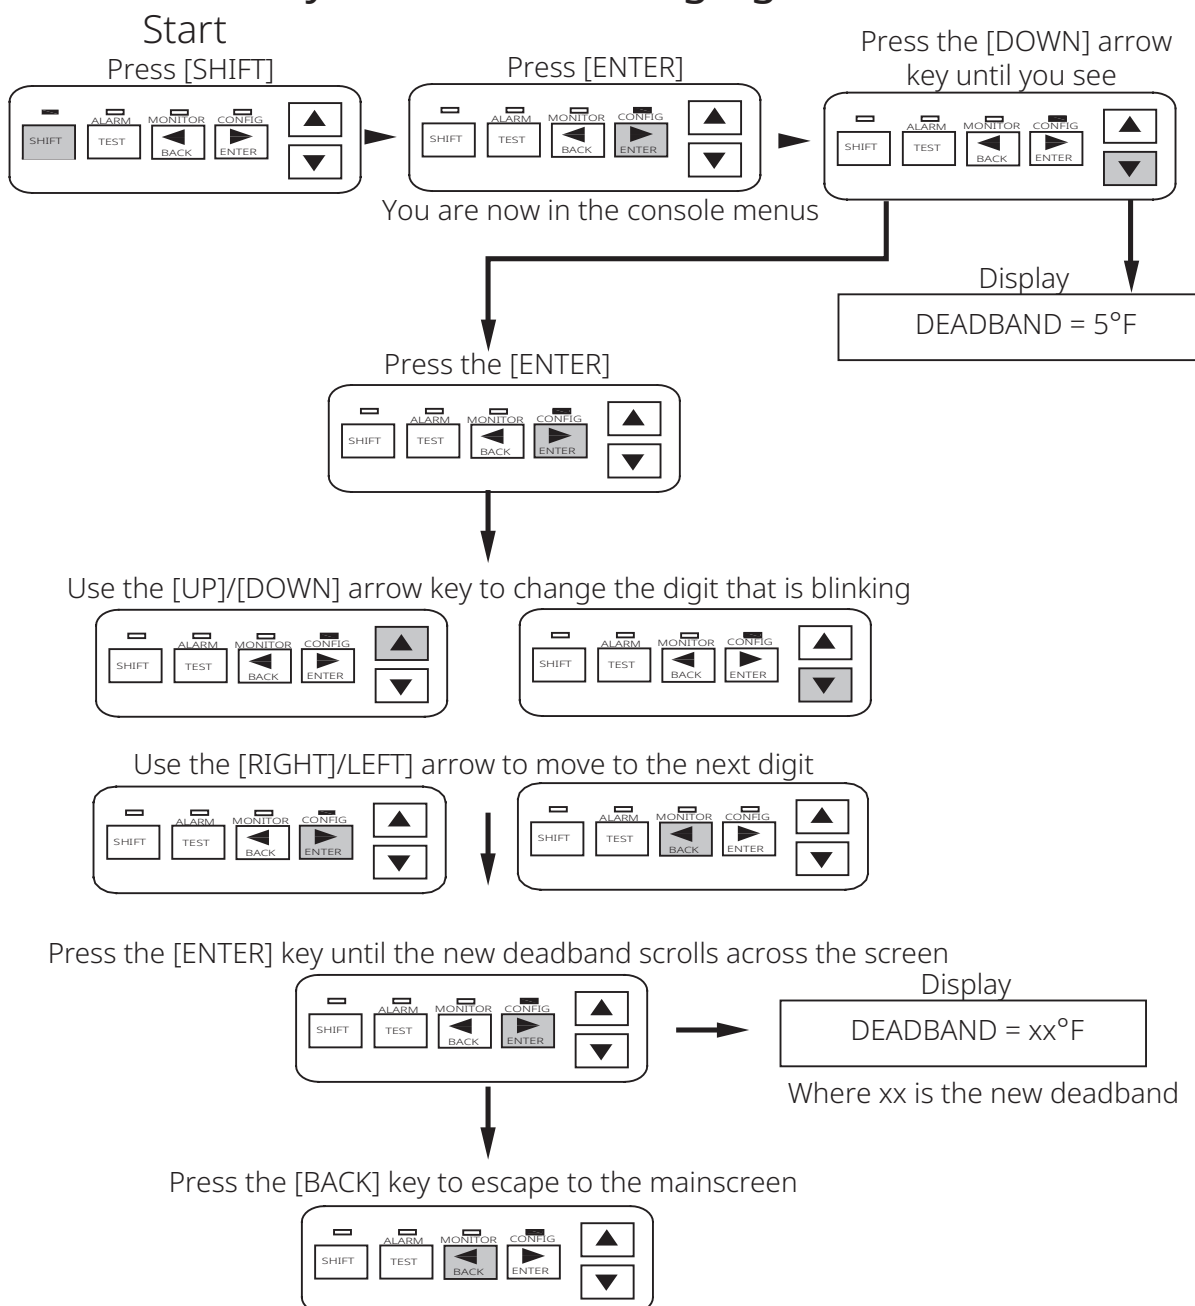 Start
Press [SHIFT]
SHIFT
ALARM
TEST
MONITOR
BACK
CONFIG
ENTER
Press [ENTER]
SHIFT
ALARM
TEST
MONITOR
BACK
CONFIG
ENTER
You are now in the console menus
Press the [DOWN] arrow
key until you see
SHIFT
ALARM
TEST
MONITOR
BACK
CONFIG
ENTER
Display
DEADBAND = 5°F
Press the [ENTER]
SHIFT
ALARM
TEST
MONITOR
BACK
CONFIG
ENTER
Use the [UP]/[DOWN] arrow key to change the digit that is blinking
SHIFT
ALARM
TEST
MONITOR
BACK
CONFIG
ENTER
SHIFT
ALARM
TEST
MONITOR
BACK
CONFIG
ENTER
Use the [RIGHT]/LEFT] arrow to move to the next digit
SHIFT
ALARM
TEST
MONITOR
BACK
CONFIG
ENTER
SHIFT
ALARM
TEST
MONITOR
BACK
CONFIG
ENTER
Press the [ENTER] key until the new deadband scrolls across the screen
SHIFT
ALARM
TEST
MONITOR
BACK
CONFIG
ENTER
Display
DEADBAND = xx°F
Where xx is the new deadband
Press the [BACK] key to escape to the mainscreen
SHIFT
ALARM
TEST
MONITOR
BACK
CONFIG
ENTER